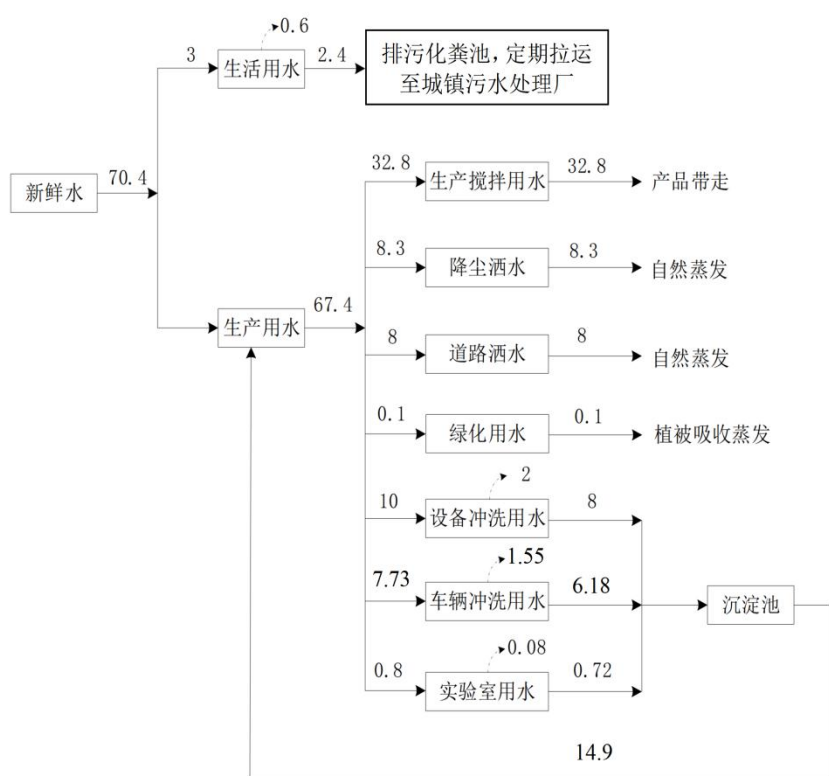 0.6
3
生活用水
2.4
排污化粪池，定期拉运
至城镇污水处理厂
新鲜水
70.4
32.8
生产搅拌用水
32.8
产品带走
8.3
降尘洒水
8.3
自然蒸发
生产用水
67.4
8
道路洒水
8
自然蒸发
0.1
绿化用水
0.1
植被吸收蒸发
2
10
设备冲洗用水
8
1.55
7.73
车辆冲洗用水
6.18
沉淀池
0.08
0.8
实验室用水
0.72
14.9